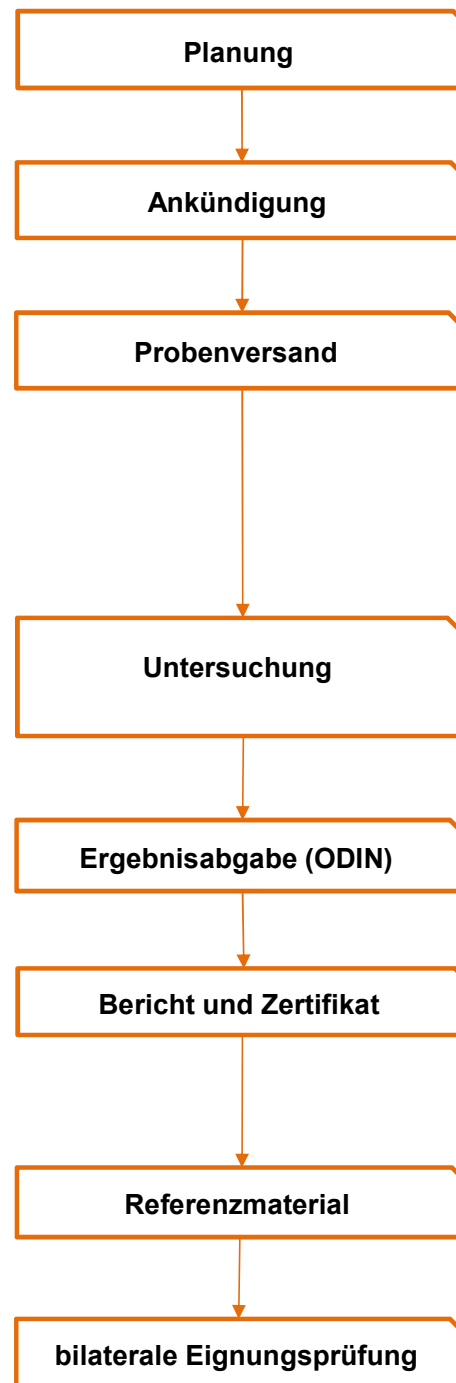 Planung
Ankündigung
Probenversand
Untersuchung
Ergebnisabgabe (ODIN)
Bericht und Zertifikat
Referenzmaterial
bilaterale Eignungsprüfung